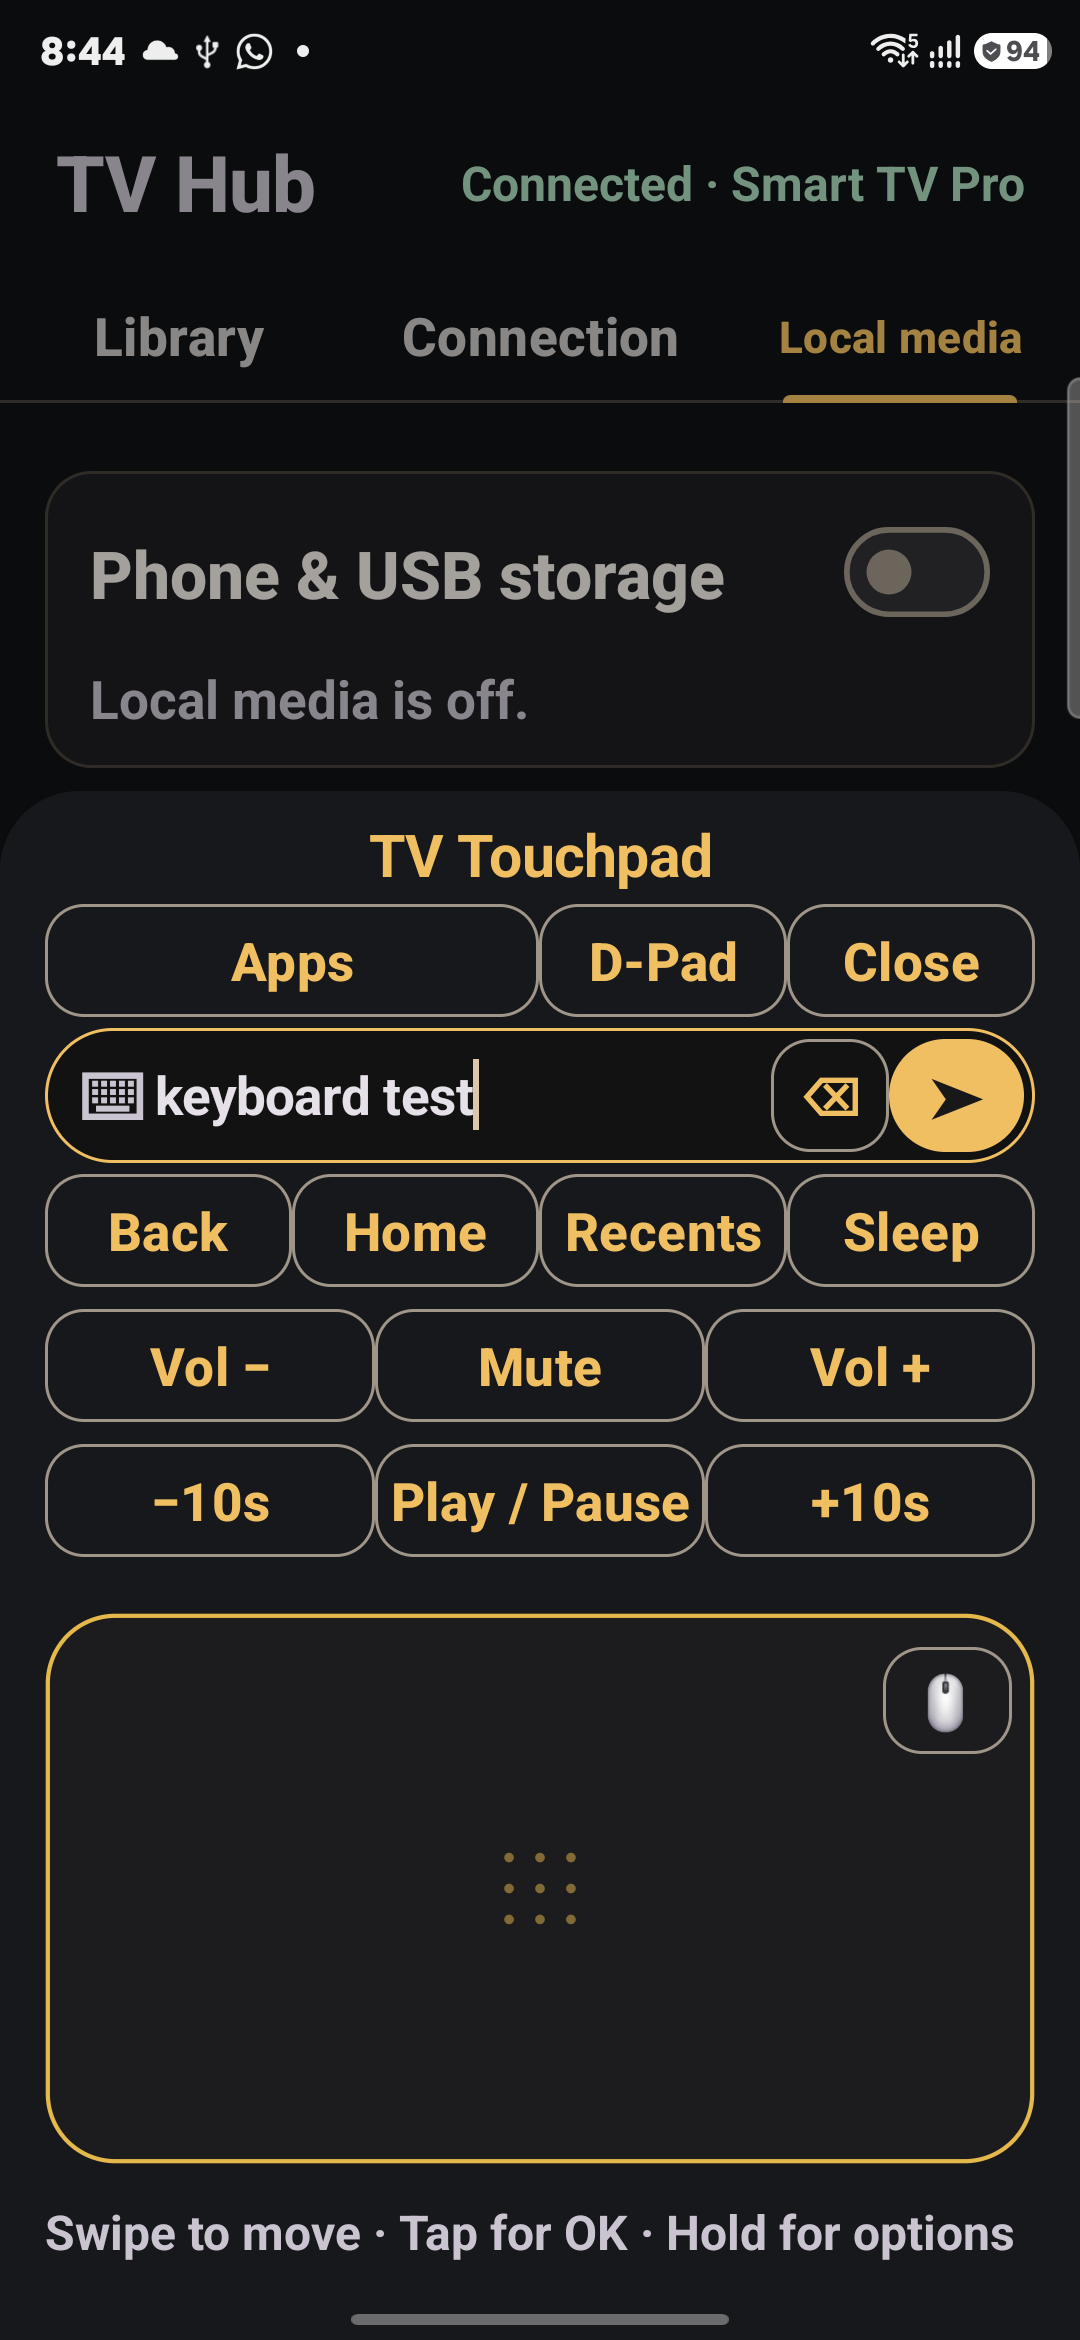 8:44
5
94
TV Hub
Connected · Smart TV Pro
Library Connection Local media
Phone & USB storage
Local media is off.
TV Touchpad
Apps D-Pad Close
keyboard test
Back Home Recents Sleep
Vol − Mute Vol +
−10s Play / Pause +10s
Swipe to move · Tap for OK · Hold for options